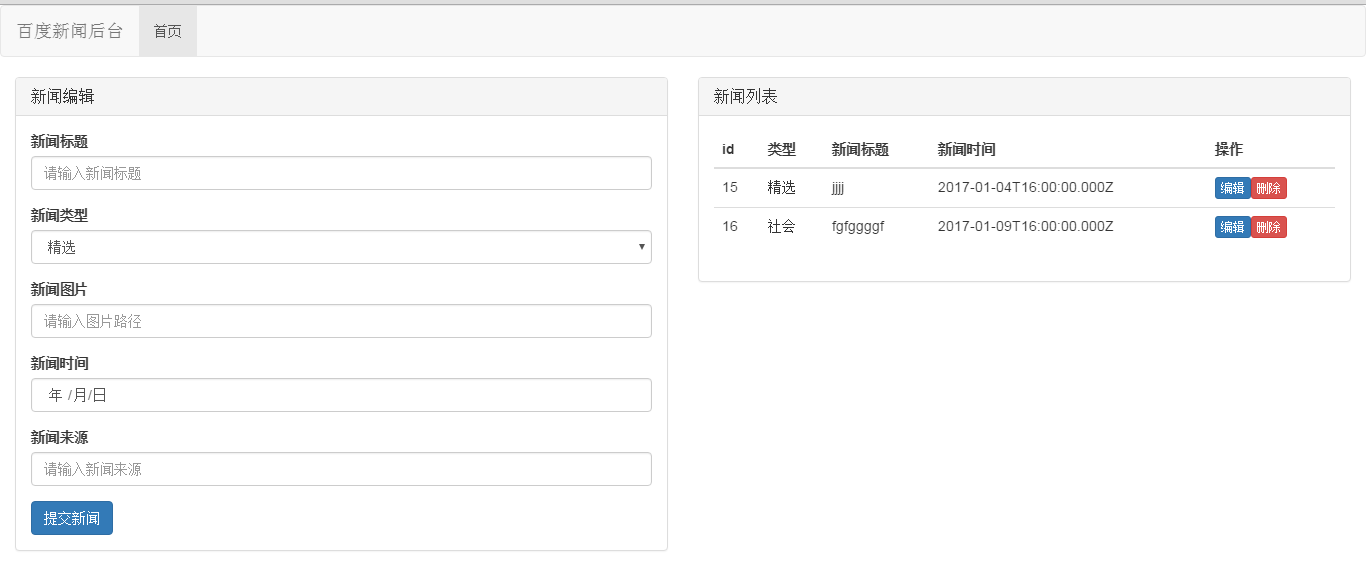 百度新闻后台 首页
新闻编辑
新闻标题
请输入新闻标题
新闻类型
精选
新闻图片
请输入图片路径
新闻时间
年 /月/日
新闻来源
请输入新闻来源
提交新闻
新闻列表
id 类型 新闻标题 新闻时间 操作
15 精选 jjjj 2017-01-04T16:00:00.000Z 编辑 删除
16 社会 fgfggggf 2017-01-09T16:00:00.000Z 编辑 删除